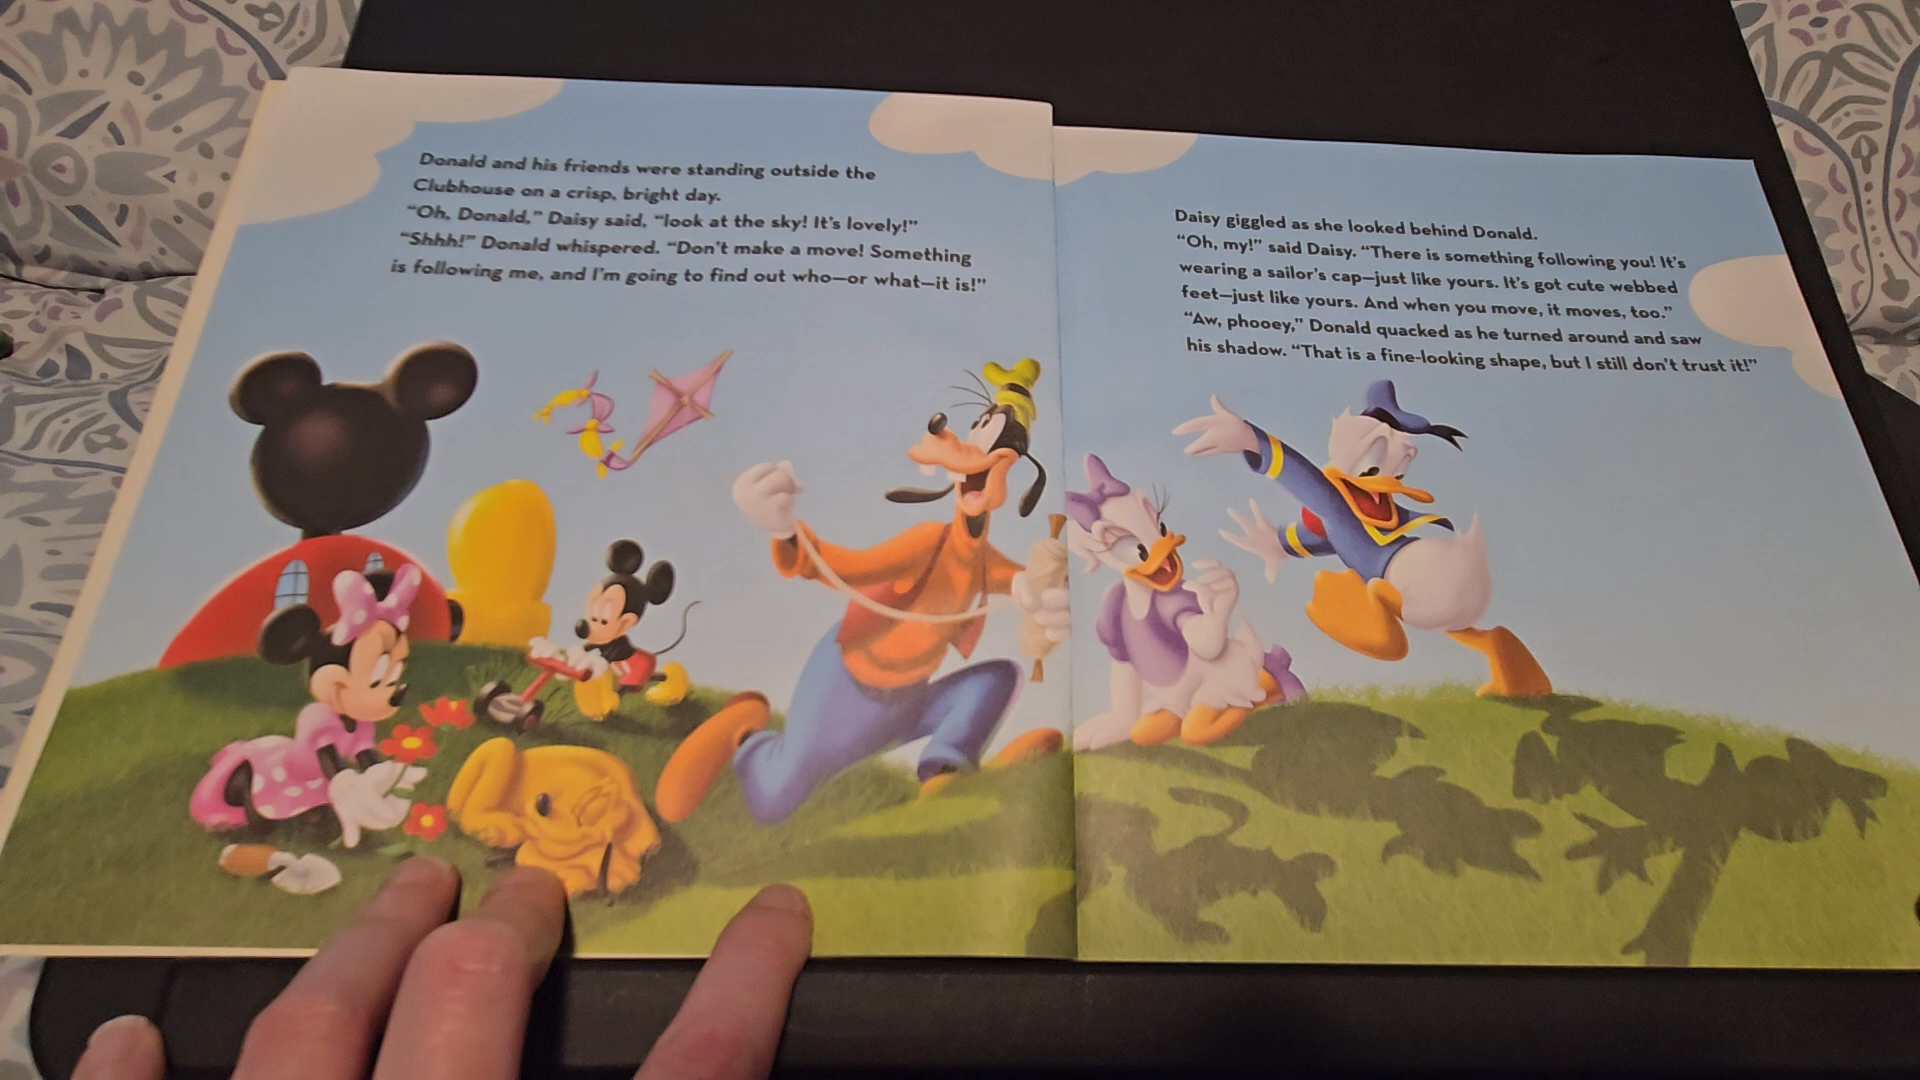 Donald and his friends were standing outside the
Clubhouse on a crisp, bright day.
“Oh, Donald,” Daisy said, “look at the sky! It’s lovely!”
“Shhh!” Donald whispered. “Don’t make a move! Something
is following me, and I’m going to find out who—or what—it is!”
Daisy giggled as she looked behind Donald.
“Oh, my!” said Daisy. “There is something following you! It’s
wearing a sailor’s cap—just like yours. It’s got cute webbed
feet—just like yours. And when you move, it moves, too.”
“Aw, phooey,” Donald quacked as he turned around and saw
his shadow. “That is a fine-looking shape, but I still don’t trust it!”